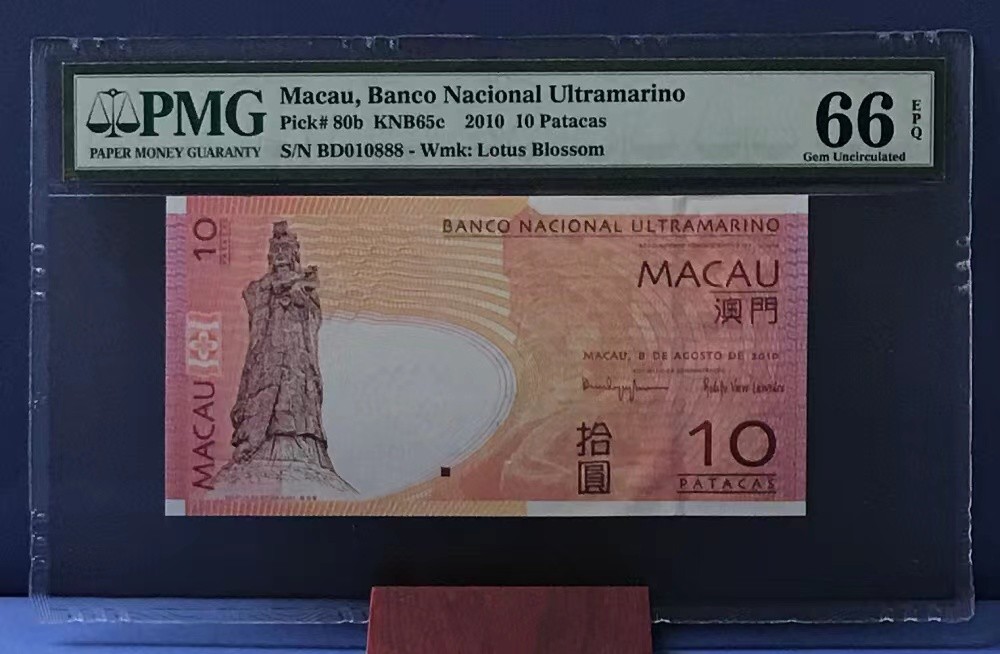 PMG
PAPER MONEY GUARANTY
Macau, Banco Nacional Ultramarino
Pick# 80b KNB65c 2010 10 Patacas
S/N BD010888 - Wmk: Lotus Blossom
66
EPQ
Gem Uncirculated
10
MACAU
BANCO NACIONAL ULTRAMARINO
MACAU
澳門
MACAU, 8 DE AGOSTO DE 2010
拾
圓
10
PATACAS